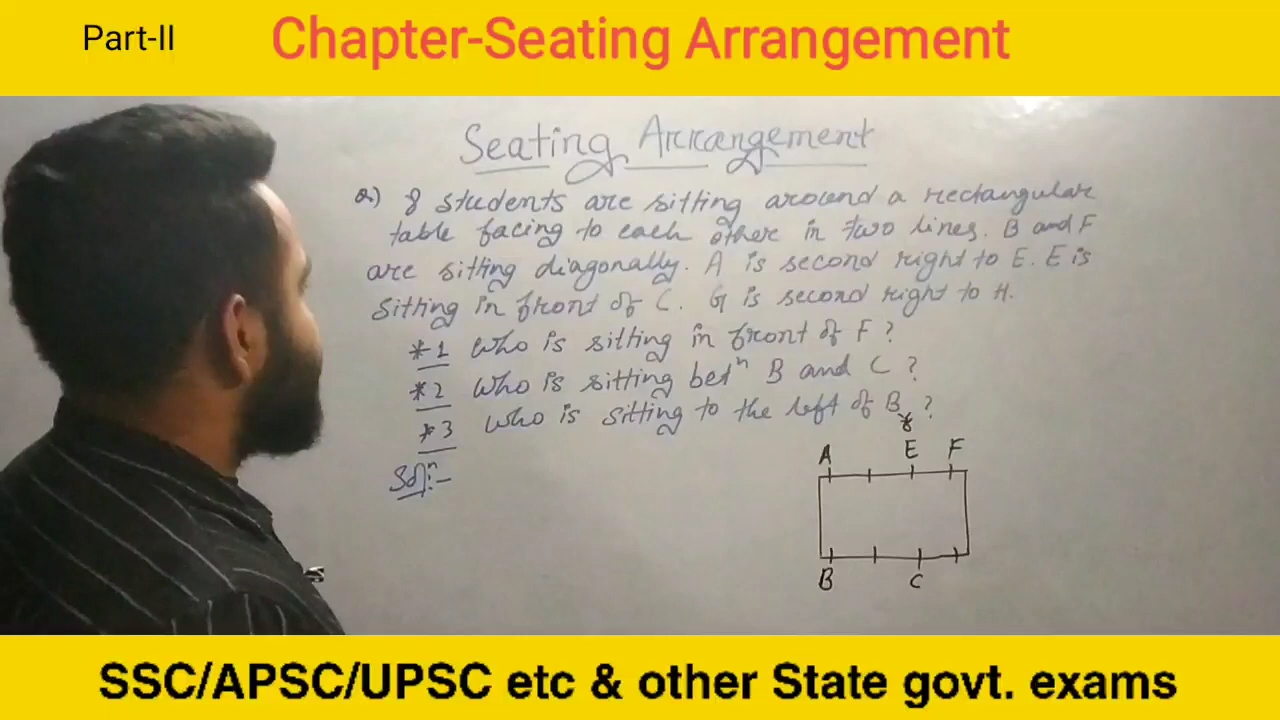 Part-II
Chapter-Seating Arrangement
Seating Arrangement
Q) 8 students are sitting around a rectangular
table facing to each other in two lines. B and F
are sitting diagonally. A is second right to E. E is
sitting in front of C. G is second right to H.
*1 Who is sitting in front of F?
*2 Who is sitting betⁿ B and C?
*3 Who is sitting to the left of B*?
Solⁿ:-
A E F
B C
SSC/APSC/UPSC etc & other State govt. exams